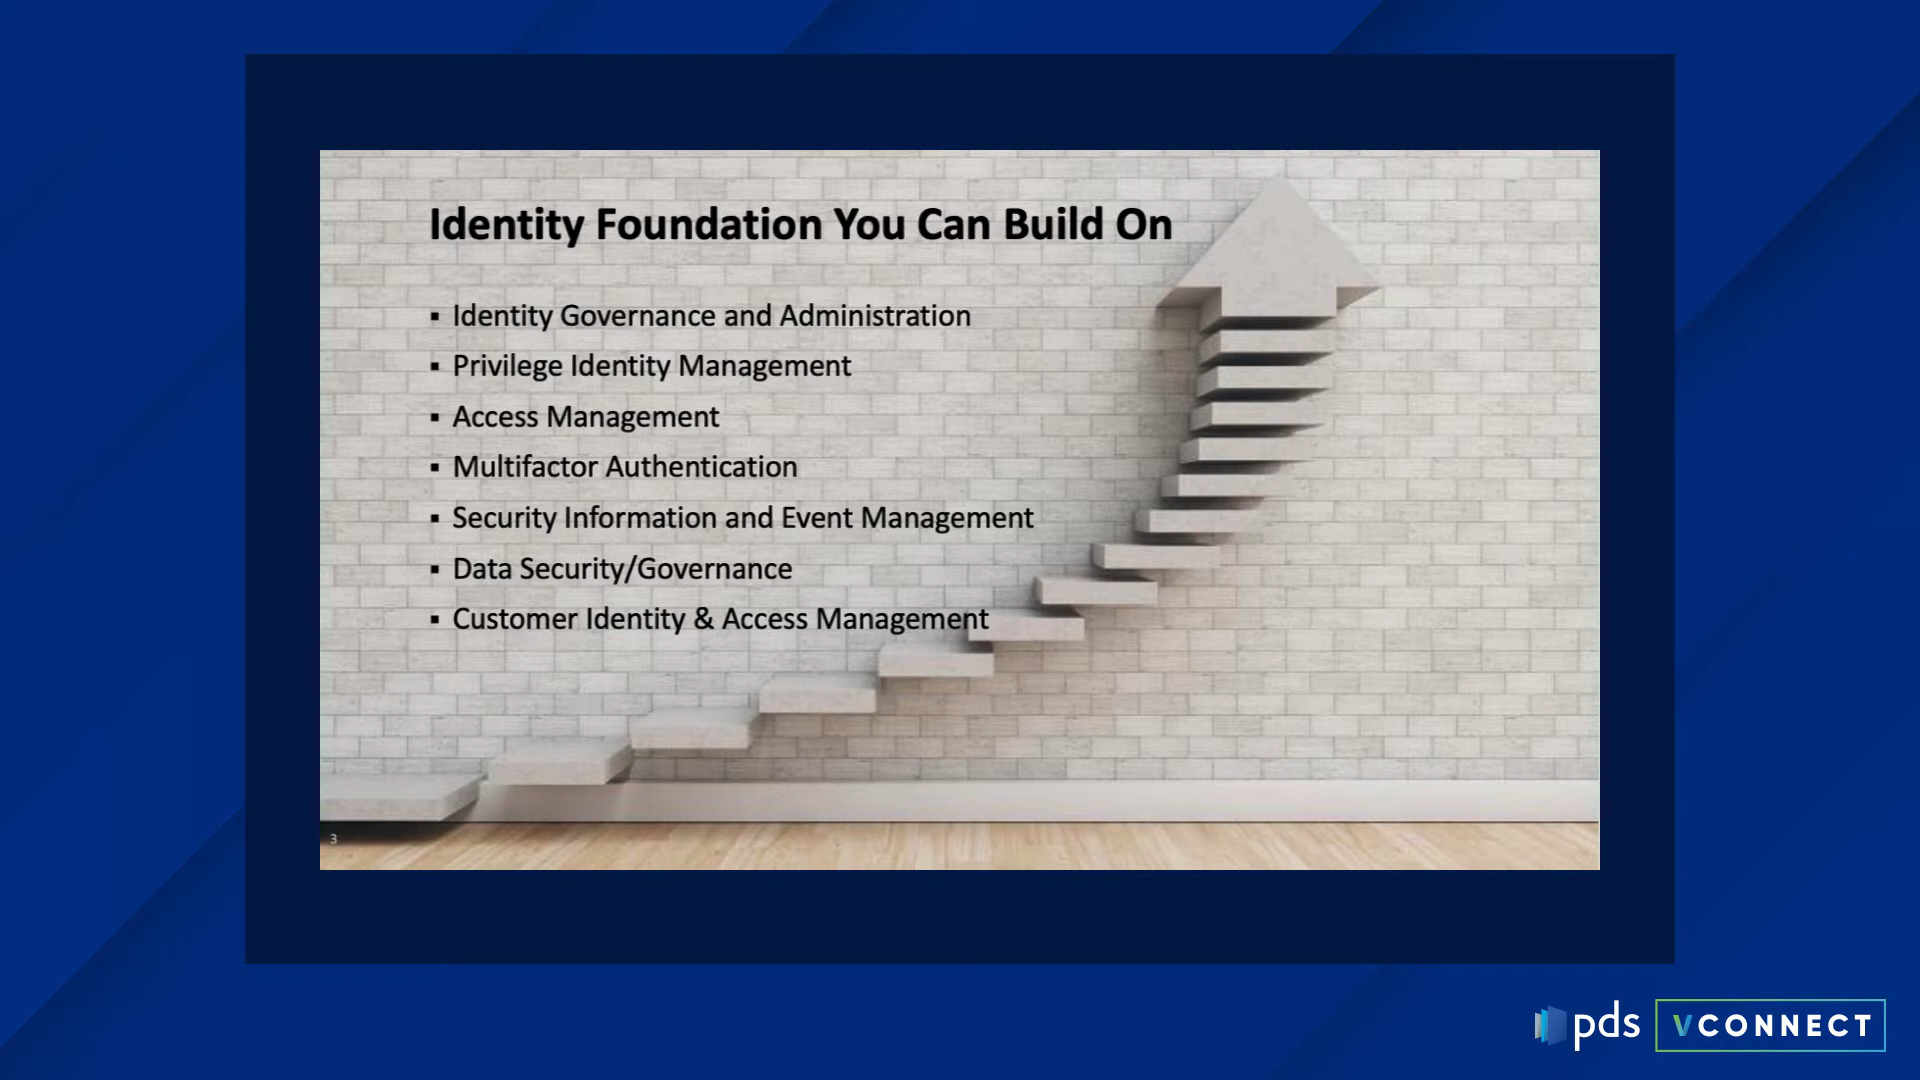 Identity Foundation You Can Build On
▪ Identity Governance and Administration
▪ Privilege Identity Management
▪ Access Management
▪ Multifactor Authentication
▪ Security Information and Event Management
▪ Data Security/Governance
▪ Customer Identity & Access Management
3
pds VCONNECT